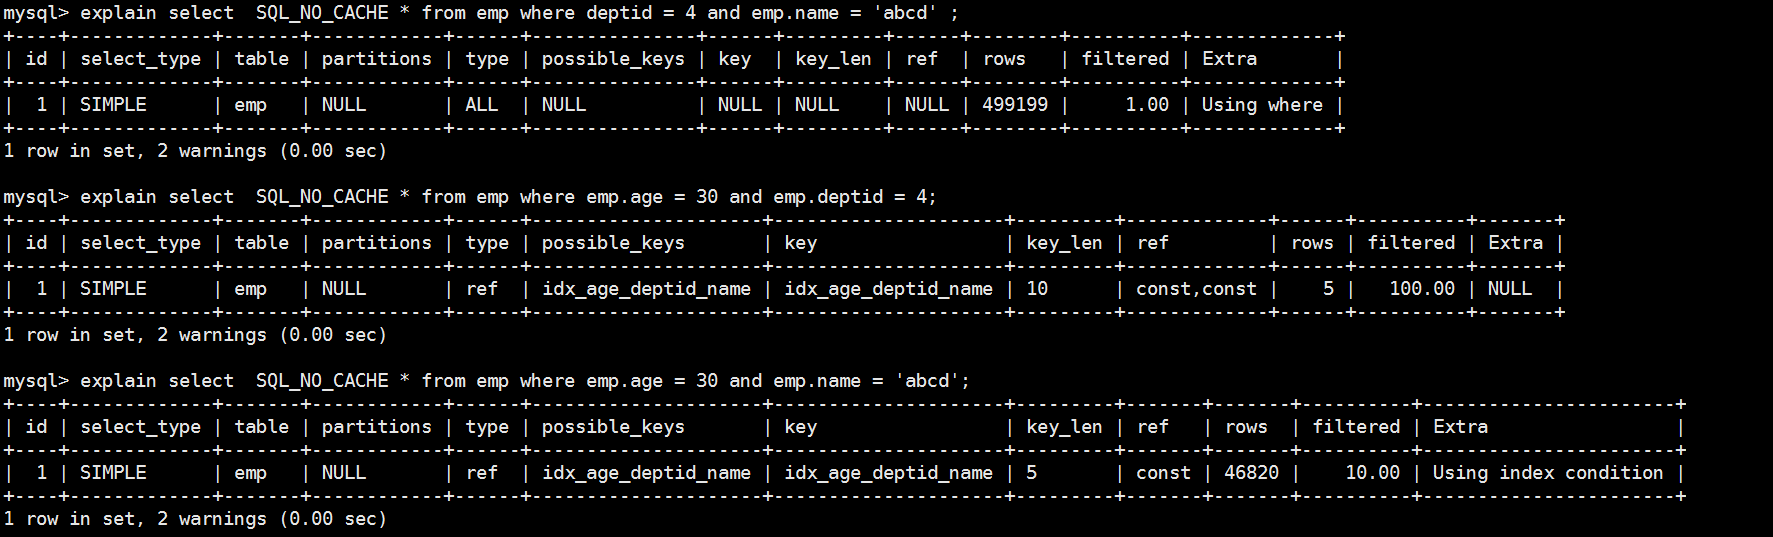 mysql> explain select  SQL_NO_CACHE * from emp where deptid = 4 and emp.name = 'abcd' ;
+----+-------------+-------+------------+------+---------------+------+---------+------+--------+----------+-------------+
| id | select_type | table | partitions | type | possible_keys | key  | key_len | ref  | rows   | filtered | Extra       |
+----+-------------+-------+------------+------+---------------+------+---------+------+--------+----------+-------------+
|  1 | SIMPLE      | emp   | NULL       | ALL  | NULL          | NULL | NULL    | NULL | 499199 |     1.00 | Using where |
+----+-------------+-------+------------+------+---------------+------+---------+------+--------+----------+-------------+
1 row in set, 2 warnings (0.00 sec)

mysql> explain select  SQL_NO_CACHE * from emp where emp.age = 30 and emp.deptid = 4;
+----+-------------+-------+------------+------+---------------------+---------------------+---------+-------------+------+----------+-------+
| id | select_type | table | partitions | type | possible_keys       | key                 | key_len | ref         | rows | filtered | Extra |
+----+-------------+-------+------------+------+---------------------+---------------------+---------+-------------+------+----------+-------+
|  1 | SIMPLE      | emp   | NULL       | ref  | idx_age_deptid_name | idx_age_deptid_name | 10      | const,const |    5 |   100.00 | NULL  |
+----+-------------+-------+------------+------+---------------------+---------------------+---------+-------------+------+----------+-------+
1 row in set, 2 warnings (0.00 sec)

mysql> explain select  SQL_NO_CACHE * from emp where emp.age = 30 and emp.name = 'abcd';
+----+-------------+-------+------------+------+---------------------+---------------------+---------+-------+-------+----------+-----------------------+
| id | select_type | table | partitions | type | possible_keys       | key                 | key_len | ref   | rows  | filtered | Extra                 |
+----+-------------+-------+------------+------+---------------------+---------------------+---------+-------+-------+----------+-----------------------+
|  1 | SIMPLE      | emp   | NULL       | ref  | idx_age_deptid_name | idx_age_deptid_name | 5       | const | 46820 |    10.00 | Using index condition |
+----+-------------+-------+------------+------+---------------------+---------------------+---------+-------+-------+----------+-----------------------+
1 row in set, 2 warnings (0.00 sec)